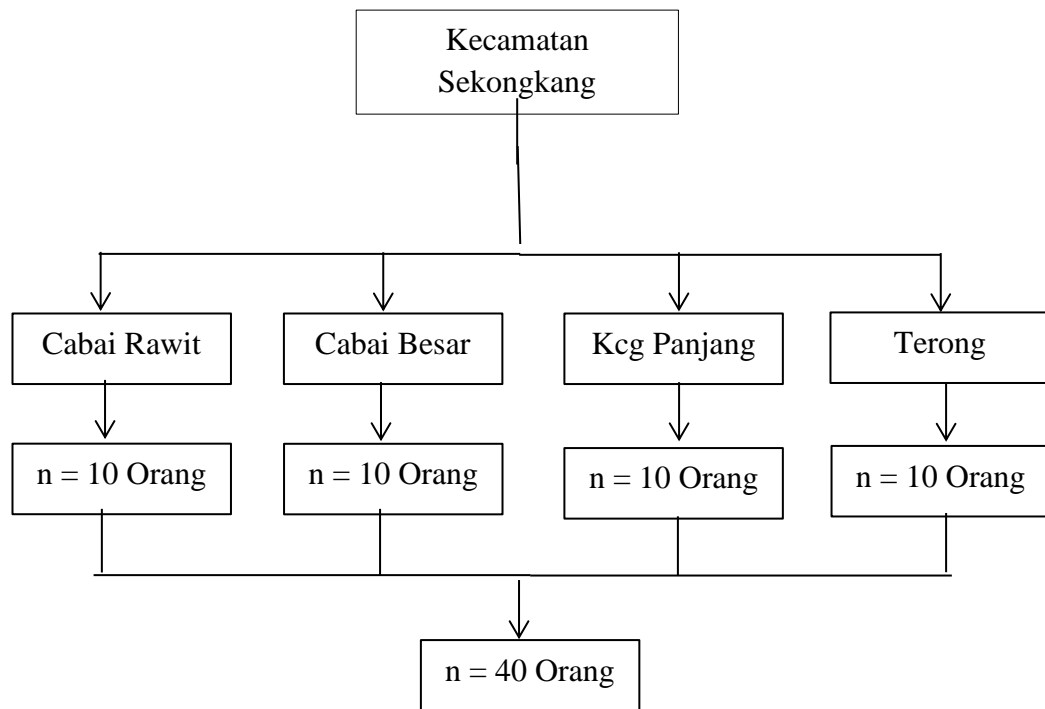 Kecamatan
Sekongkang
Cabai Rawit
Cabai Besar
Kcg Panjang
Terong
n = 10 Orang
n = 10 Orang
n = 10 Orang
n = 10 Orang
n = 40 Orang